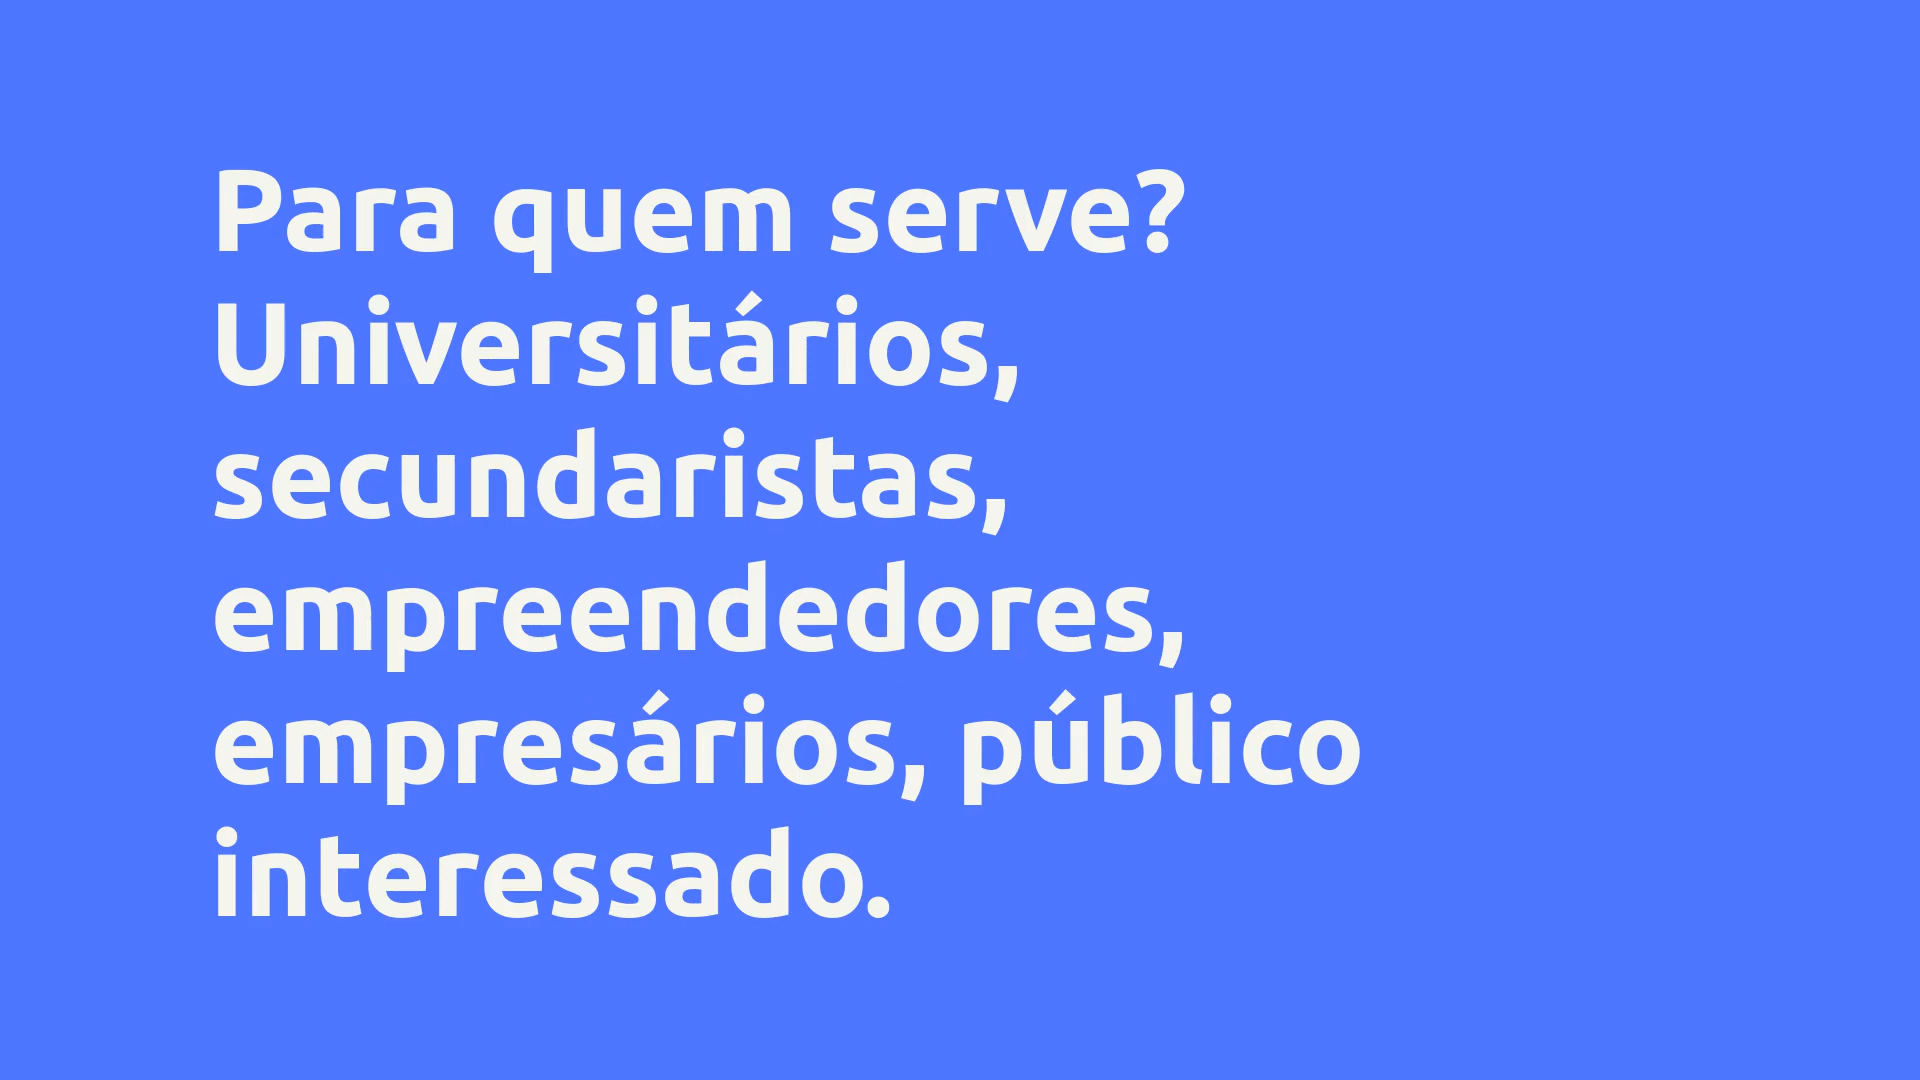 Para quem serve?
Universitários,
secundaristas,
empreendedores,
empresários, público
interessado.